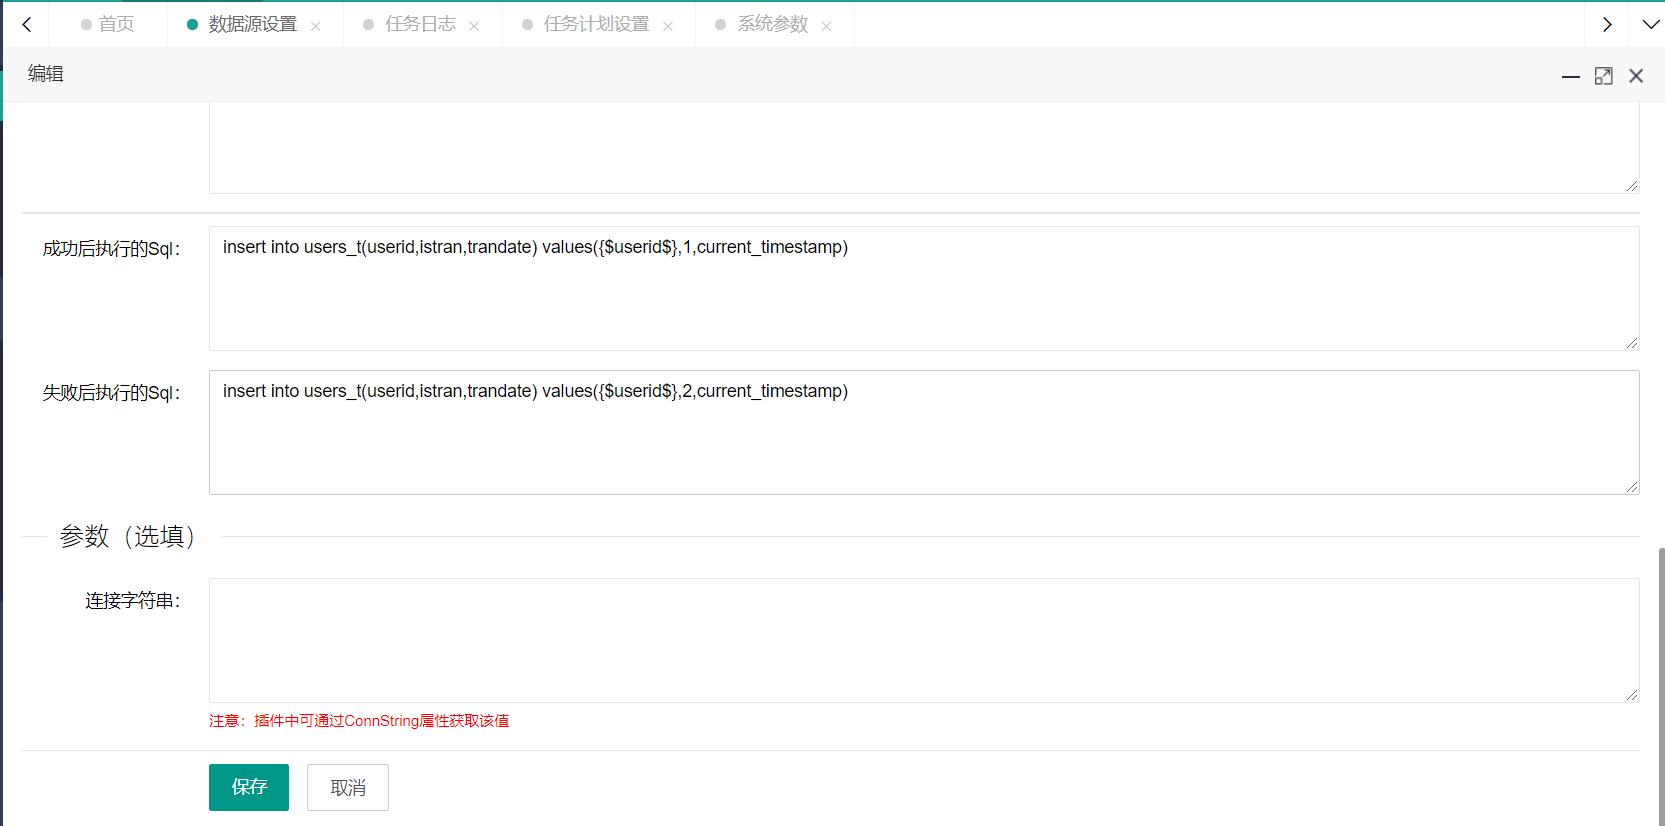 首页 数据源设置 任务日志 任务计划设置 系统参数
编辑
成功后执行的Sql： insert into users_t(userid,istran,trandate) values({$userid$},1,current_timestamp)
失败后执行的Sql： insert into users_t(userid,istran,trandate) values({$userid$},2,current_timestamp)
参数（选填）
连接字符串：
注意：插件中可通过ConnString属性获取该值
保存 取消